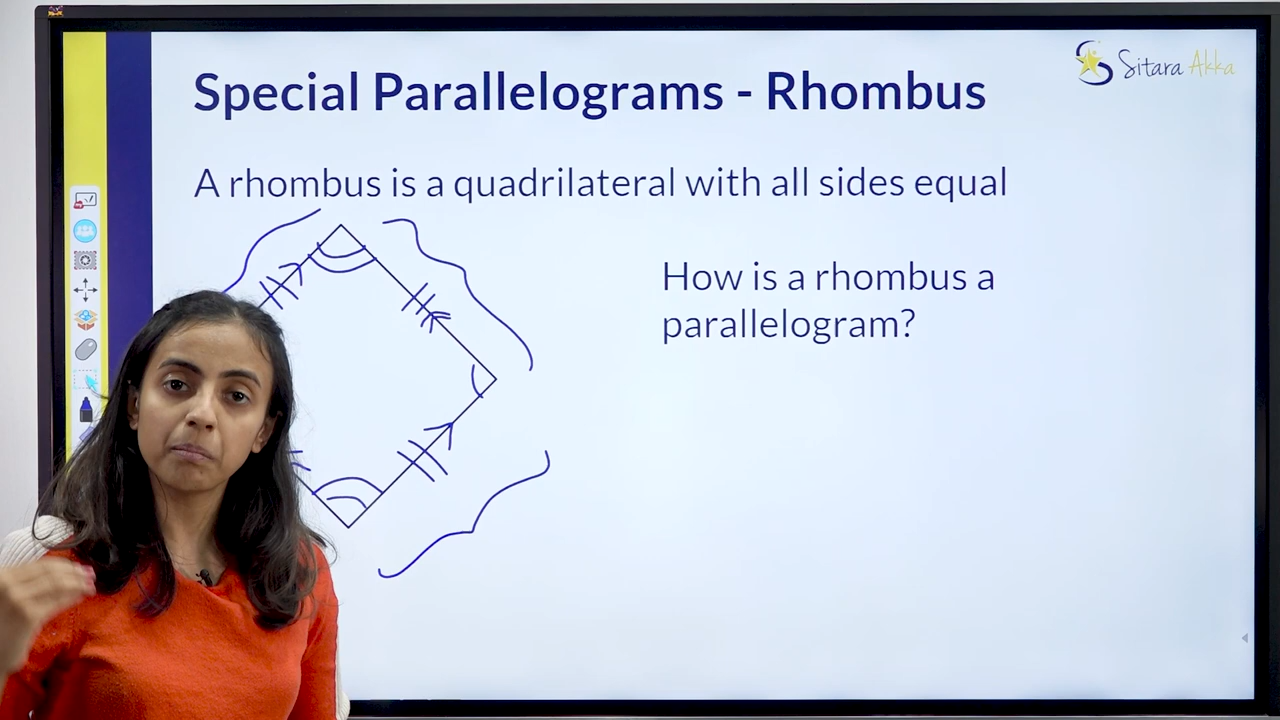 Special Parallelograms - Rhombus
Sitara Akka
A rhombus is a quadrilateral with all sides equal
How is a rhombus a
parallelogram?